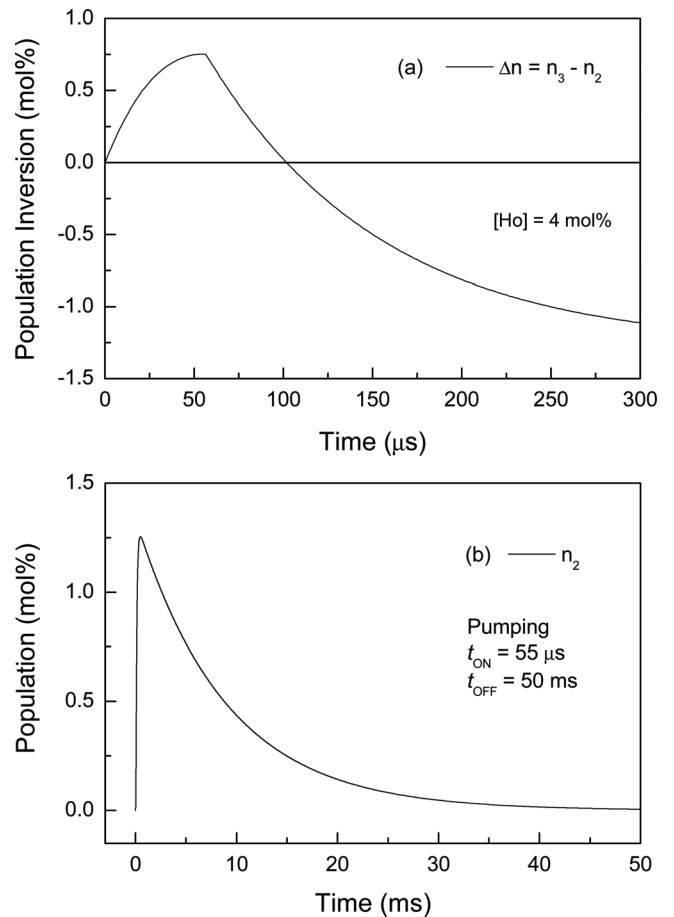 1.0
0.5
0.0
-0.5
-1.0
-1.5
Population Inversion (mol%)
(a) Δn = n3 - n2
[Ho] = 4 mol%
0 50 100 150 200 250 300
Time (μs)
1.5
1.0
0.5
0.0
Population (mol%)
(b) n2
Pumping
tON = 55 μs
tOFF = 50 ms
0 10 20 30 40 50
Time (ms)